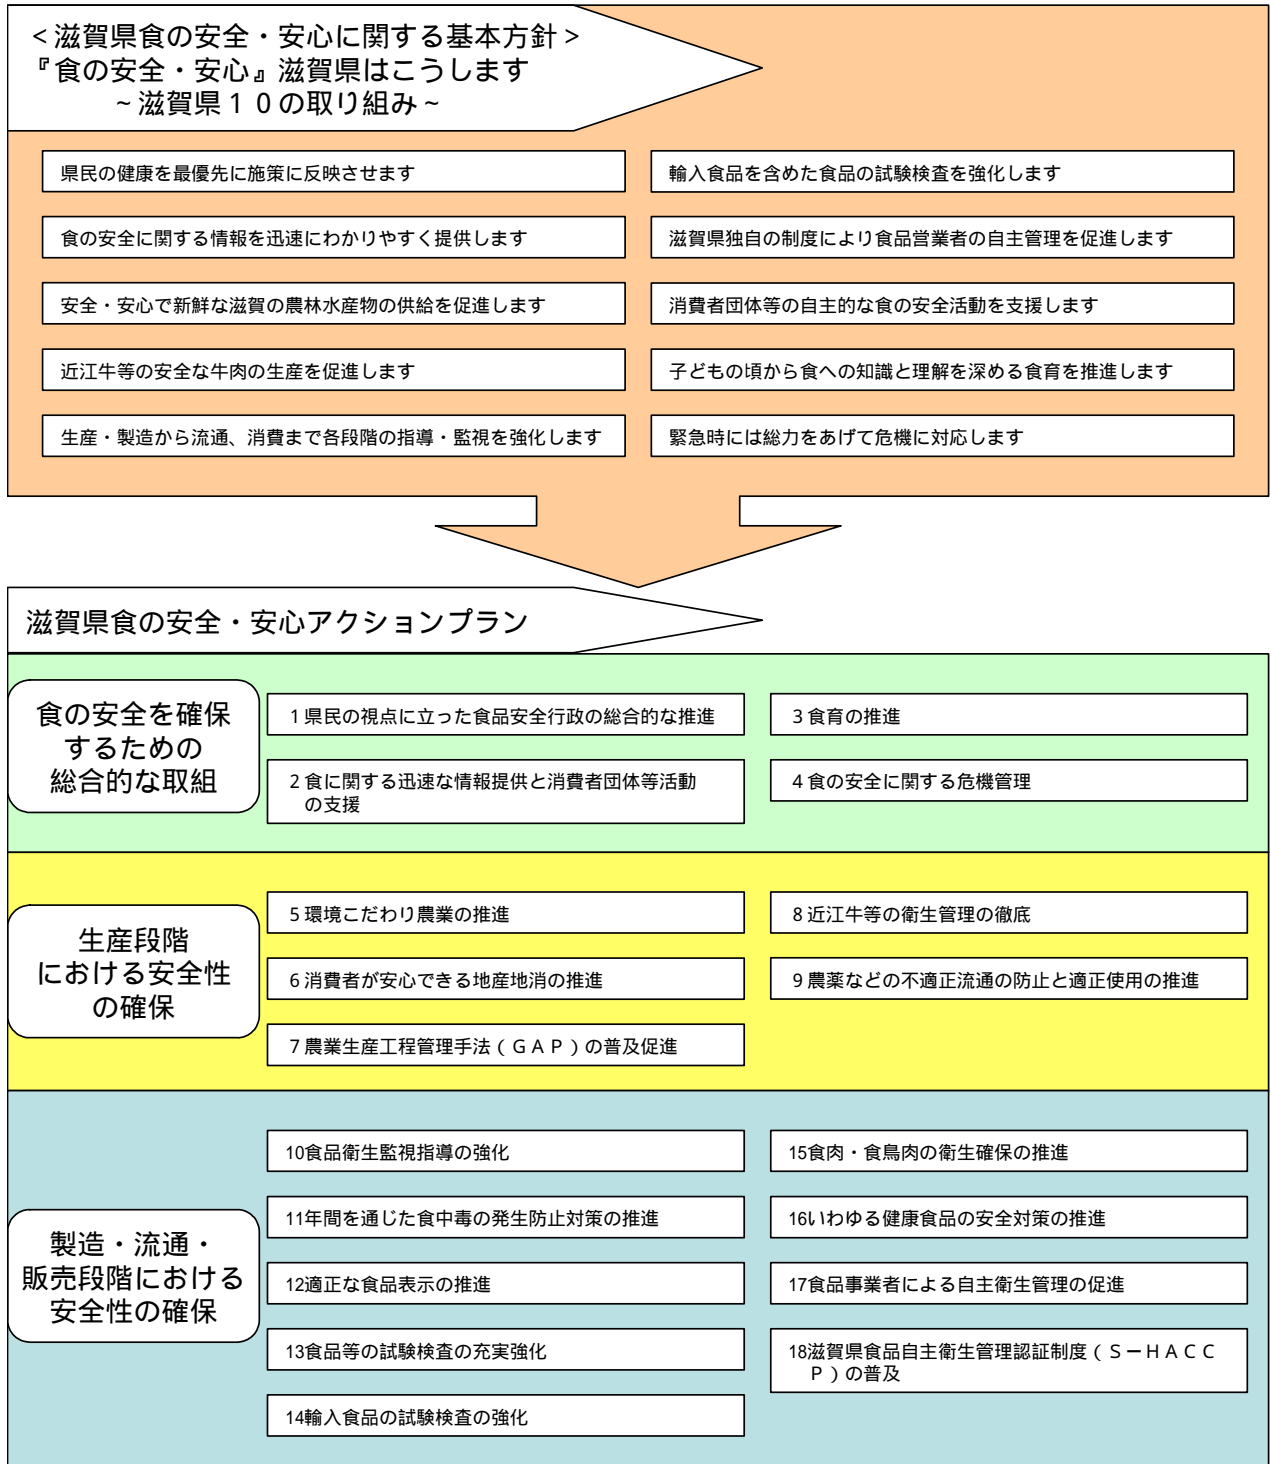 ＜滋賀県食の安全・安心に関する基本方針＞
『食の安全・安心』滋賀県はこうします
～滋賀県１０の取り組み～
県民の健康を最優先に施策に反映させます
食の安全に関する情報を迅速にわかりやすく提供します
安全・安心で新鮮な滋賀の農林水産物の供給を促進します
近江牛等の安全な牛肉の生産を促進します
生産・製造から流通、消費まで各段階の指導・監視を強化します
輸入食品を含めた食品の試験検査を強化します
滋賀県独自の制度により食品営業者の自主管理を促進します
消費者団体等の自主的な食の安全活動を支援します
子どもの頃から食への知識と理解を深める食育を推進します
緊急時には総力をあげて危機に対応します
滋賀県食の安全・安心アクションプラン
食の安全を確保
するための
総合的な取組
1 県民の視点に立った食品安全行政の総合的な推進
2 食に関する迅速な情報提供と消費者団体等活動
の支援
3 食育の推進
4 食の安全に関する危機管理
生産段階
における安全性
の確保
5 環境こだわり農業の推進
6 消費者が安心できる地産地消の推進
7 農業生産工程管理手法（ＧＡＰ）の普及促進
8 近江牛等の衛生管理の徹底
9 農薬などの不適正流通の防止と適正使用の推進
製造・流通・
販売段階における
安全性の確保
10食品衛生監視指導の強化
11年間を通じた食中毒の発生防止対策の推進
12適正な食品表示の推進
13食品等の試験検査の充実強化
14輸入食品の試験検査の強化
15食肉・食鳥肉の衛生確保の推進
16いわゆる健康食品の安全対策の推進
17食品事業者による自主衛生管理の促進
18滋賀県食品自主衛生管理認証制度（Ｓ－ＨＡＣＣ
Ｐ）の普及